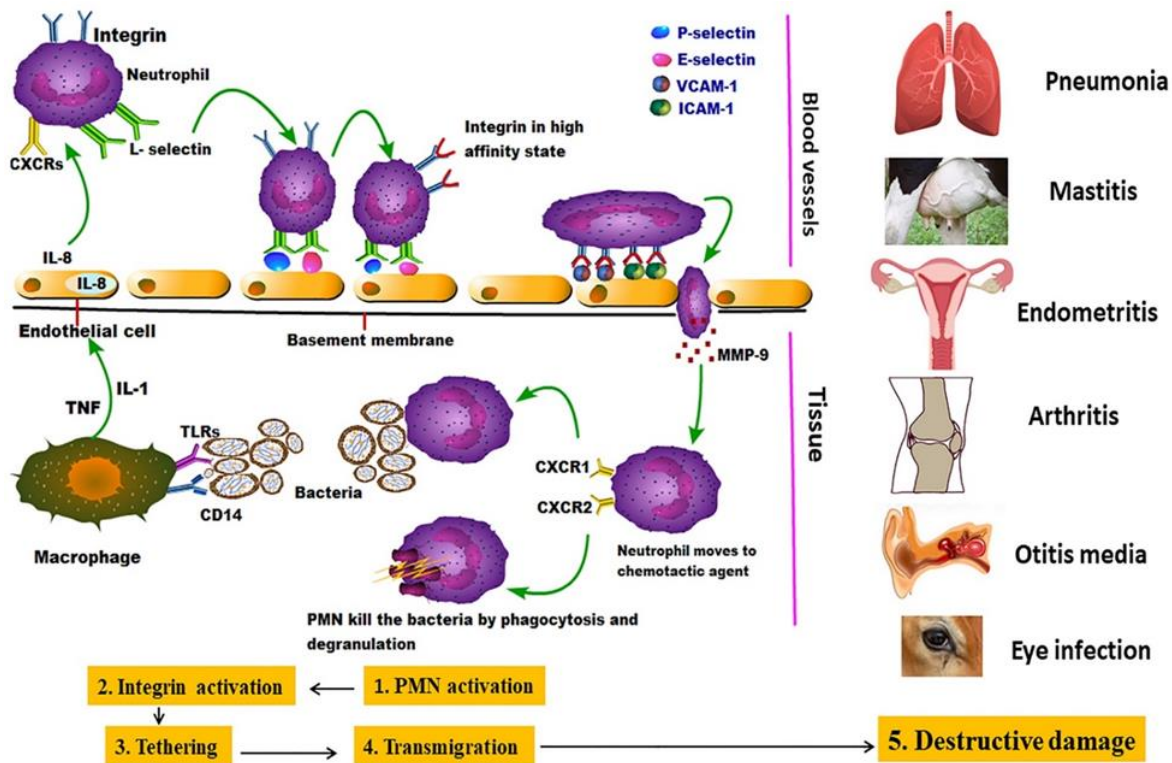 Integrin
Neutrophil
CXCRs
L- selectin
P-selectin
E-selectin
VCAM-1
ICAM-1
Integrin in high
affinity state
IL-8
IL-8
Endothelial cell
Basement membrane
MMP-9
Blood vessels
Tissue
TNF
IL-1
TLRs
CD14
Bacteria
Macrophage
CXCR1
CXCR2
Neutrophil moves to
chemotactic agent
PMN kill the bacteria by phagocytosis and
degranulation
Pneumonia
Mastitis
Endometritis
Arthritis
Otitis media
Eye infection
2. Integrin activation
1. PMN activation
3. Tethering
4. Transmigration
5. Destructive damage